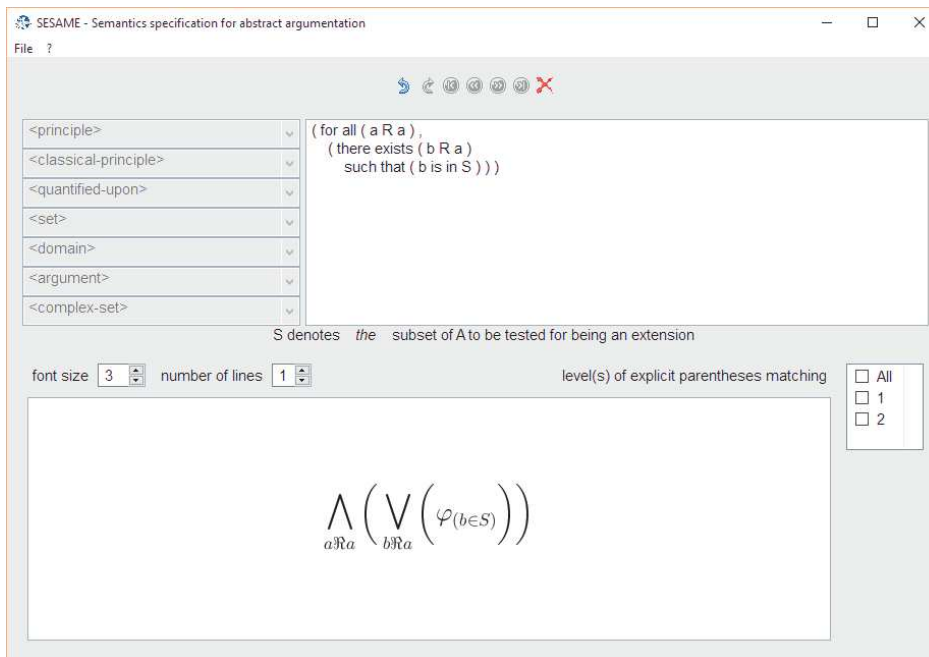 SESAME - Semantics specification for abstract argumentation
File ?
<principle>
<classical-principle>
<quantified-upon>
<set>
<domain>
<argument>
<complex-set>
( for all ( a R a ) ,
( there exists ( b R a )
such that ( b is in S ) ) )
S denotes the subset of A to be tested for being an extension
font size 3 number of lines 1 level(s) of explicit parentheses matching
All
1
2
⋀ ( ⋁ ( φ(b∈S) ) )
aℜa bℜa